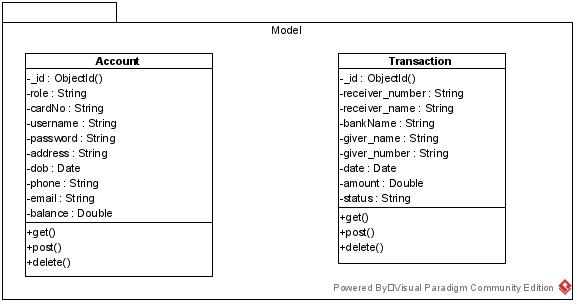 Model
Account
-_id : ObjectId()
-role : String
-cardNo : String
-username : String
-password : String
-address : String
-dob : Date
-phone : String
-email : String
-balance : Double
+get()
+post()
+delete()
Transaction
-_id : ObjectId()
-receiver_number : String
-receiver_name : String
-bankName : String
-giver_name : String
-giver_number : String
-date : Date
-amount : Double
-status : String
+get()
+post()
+delete()
Powered By□Visual Paradigm Community Edition